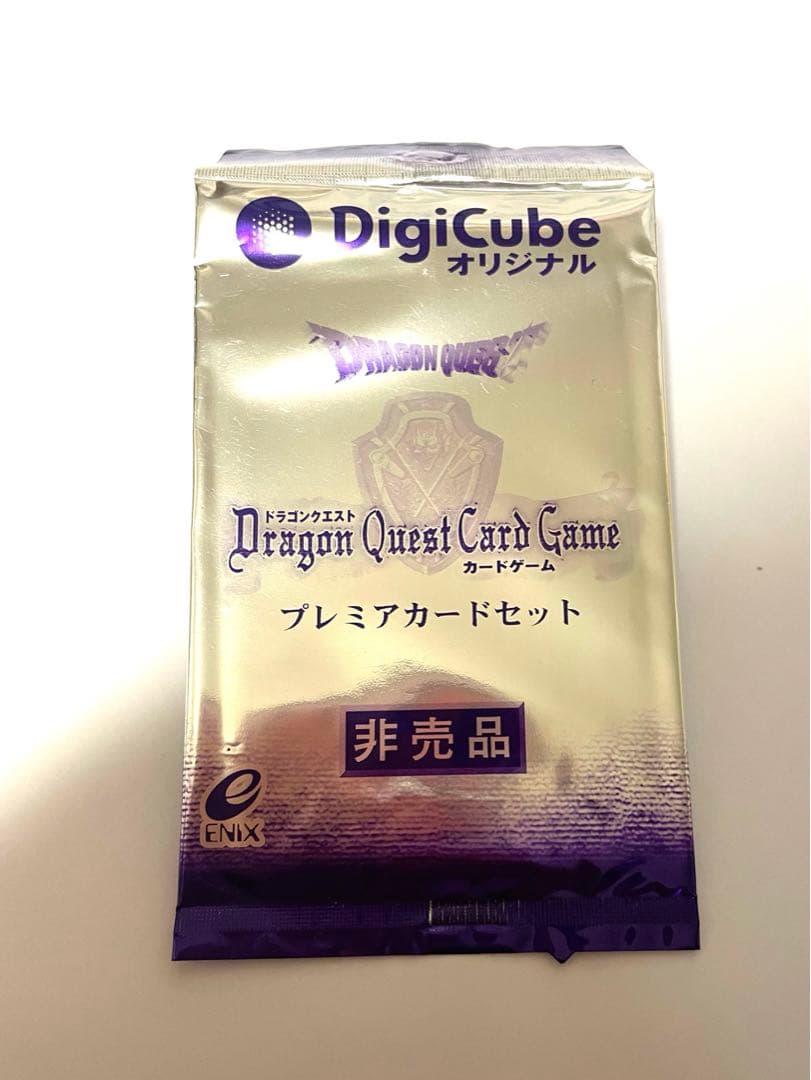 DigiCube
オリジナル
DRAGON QUEST
ドラゴンクエスト
Dragon Quest Card Game
カードゲーム
プレミアカードセット
非売品
e
ENIX